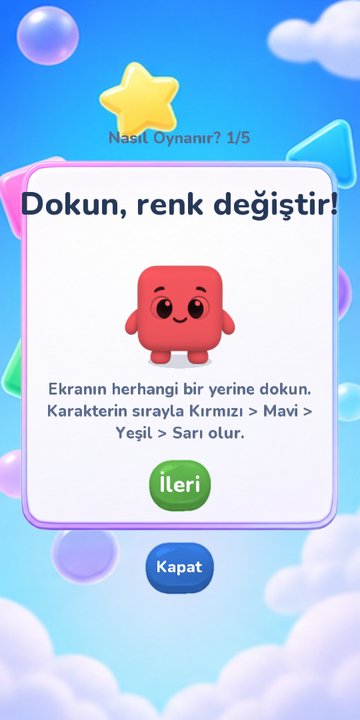 Nasıl Oynanır? 1/5
Dokun, renk değiştir!
Ekranın herhangi bir yerine dokun.
Karakterin sırayla Kırmızı > Mavi >
Yeşil > Sarı olur.
İleri
Kapat